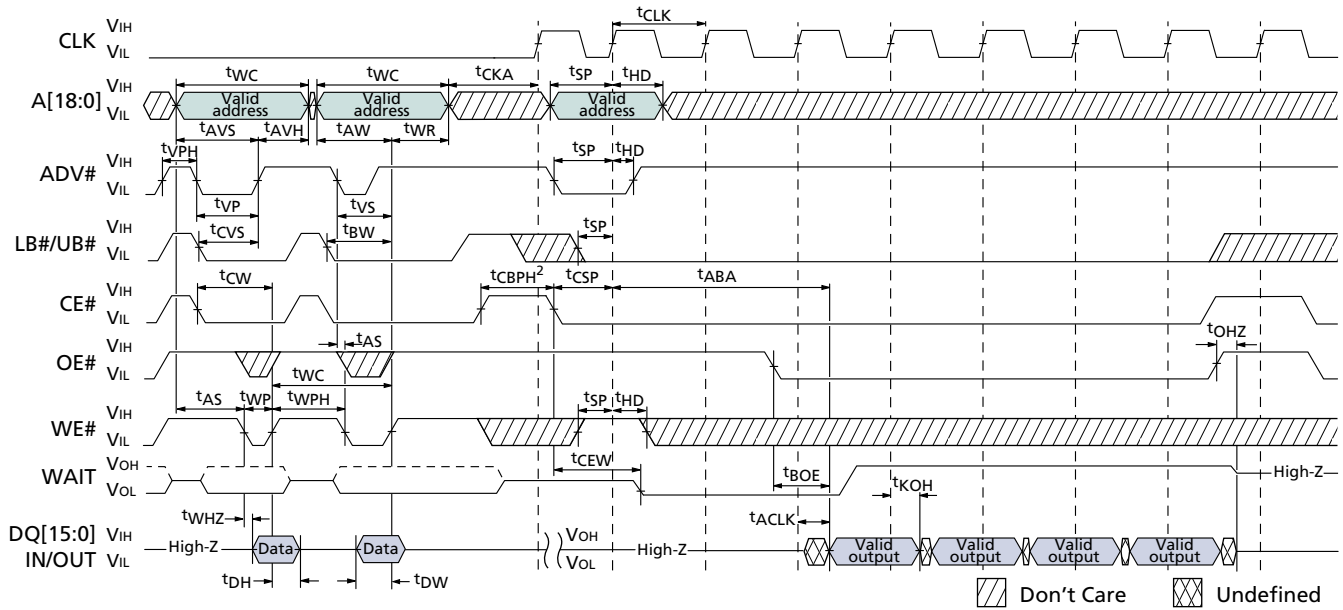 CLK VIH VIL tCLK
A[18:0] VIH VIL tWC tWC tCKA tSP tHD
Valid address Valid address Valid address
tAVS tAVH tAW tWR
ADV# VIH VIL tVPH tSP tHD
tVP tVS
LB#/UB# VIH VIL tCVS tBW tSP
CE# VIH VIL tCW tCBPH2 tCSP tABA
OE# VIH VIL tAS tOHZ
tWC
WE# VIH VIL tAS tWP tWPH tSP tHD
WAIT VOH VOL tCEW tBOE tKOH High-Z
tWHZ tACLK
DQ[15:0] IN/OUT VIH VIL High-Z Data Data VOH VOL High-Z Valid output Valid output Valid output Valid output
tDH tDW
Don't Care Undefined